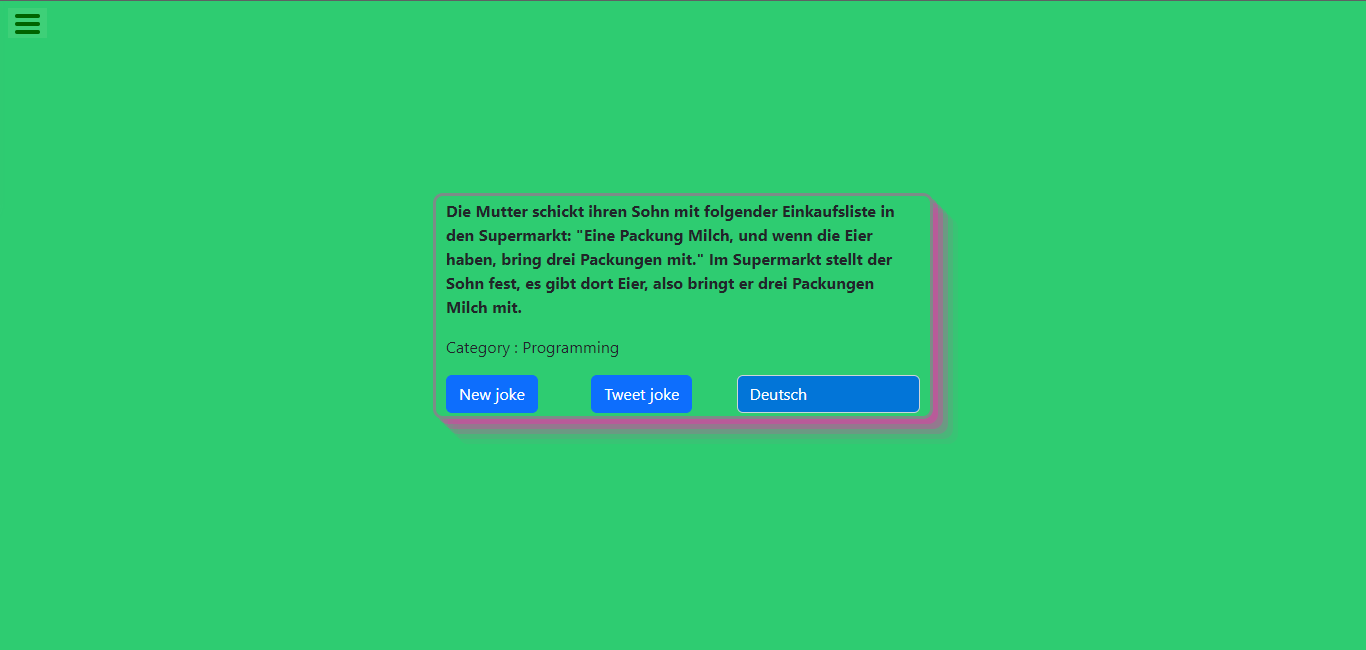 Die Mutter schickt ihren Sohn mit folgender Einkaufsliste in
den Supermarkt: "Eine Packung Milch, und wenn die Eier
haben, bring drei Packungen mit." Im Supermarkt stellt der
Sohn fest, es gibt dort Eier, also bringt er drei Packungen
Milch mit.
Category : Programming
New joke
Tweet joke
Deutsch